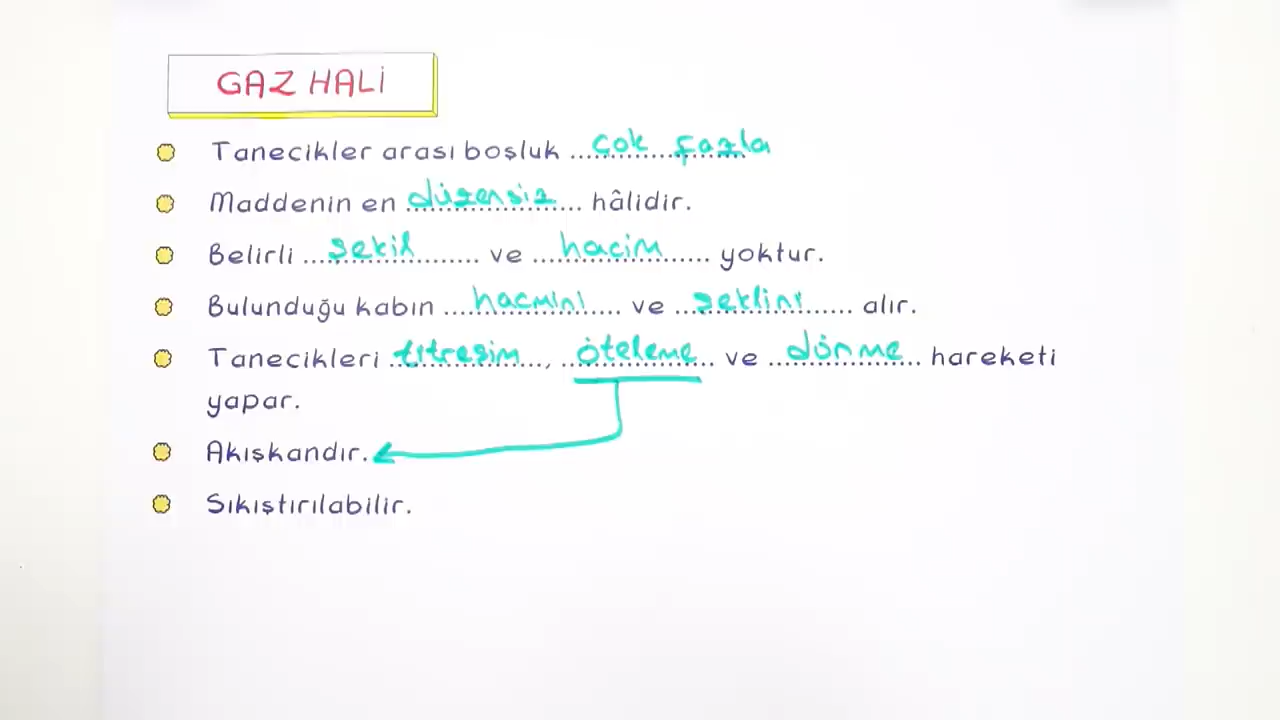 GAZ HALİ
Tanecikler arası boşluk ...çok fazla
Maddenin en düzensiz... hâlidir.
Belirli ...şekil... ve ...hacim... yoktur.
Bulunduğu kabın ...hacmini... ve ...şeklini... alır.
Tanecikleri titreşim..., öteleme... ve dönme... hareketi
yapar.
Akışkandır.
Sıkıştırılabilir.